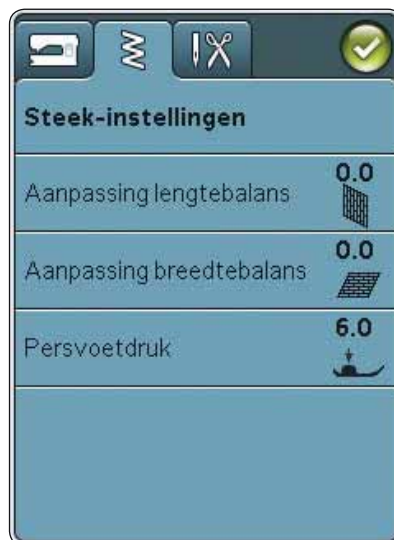 Steek-instellingen
Aanpassing lengtebalans
0.0
Aanpassing breedtebalans
0.0
Persvoetdruk
6.0